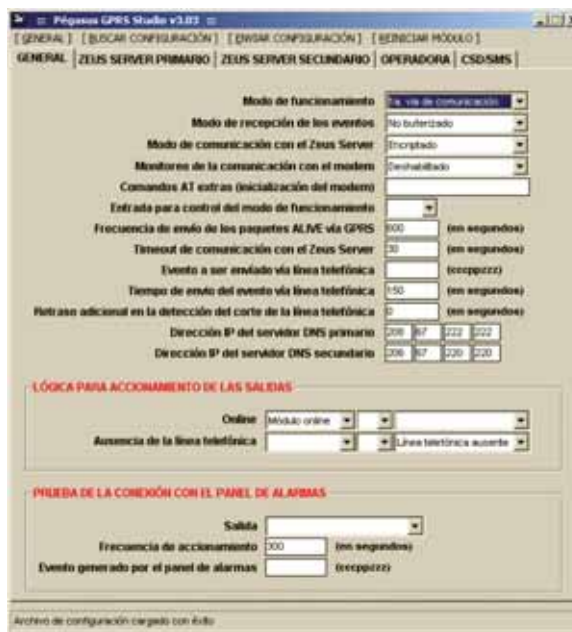 Pégasus GPRS Studio v3.03
[ GENERAL ] [ BUSCAR CONFIGURACIÓN ] [ ENVIAR CONFIGURACIÓN ] [ REINICIAR MÓDULO ]
GENERAL ZEUS SERVER PRIMARIO ZEUS SERVER SECUNDARIO OPERADORA CSD/SMS
Modo de funcionamiento 1a. vía de comunicación
Modo de recepción de los eventos No buferizado
Modo de comunicación con el Zeus Server Encriptado
Monitoreo de la comunicación con el modem Deshabilitado
Comandos AT extras (inicialización del modem)
Entrada para control del modo de funcionamiento
Frecuencia de envío de los paquetes ALIVE vía GPRS 600 (en segundos)
Timeout de comunicación con el Zeus Server 30 (en segundos)
Evento a ser enviado vía línea telefónica (cccppzzz)
Tiempo de envío del evento vía línea telefónica 150 (en segundos)
Retraso adicional en la detección del corte de la línea telefónica 0 (en segundos)
Dirección IP del servidor DNS primario 208 67 222 222
Dirección IP del servidor DNS secundario 208 67 220 220
LÓGICA PARA ACCIONAMIENTO DE LAS SALIDAS
Online Módulo online
Ausencia de la línea telefónica Línea telefónica ausente
PRUEBA DE LA CONEXIÓN CON EL PANEL DE ALARMAS
Salida
Frecuencia de accionamiento 300 (en segundos)
Evento generado por el panel de alarmas (cccppzzz)
Archivo de configuración cargado con éxito